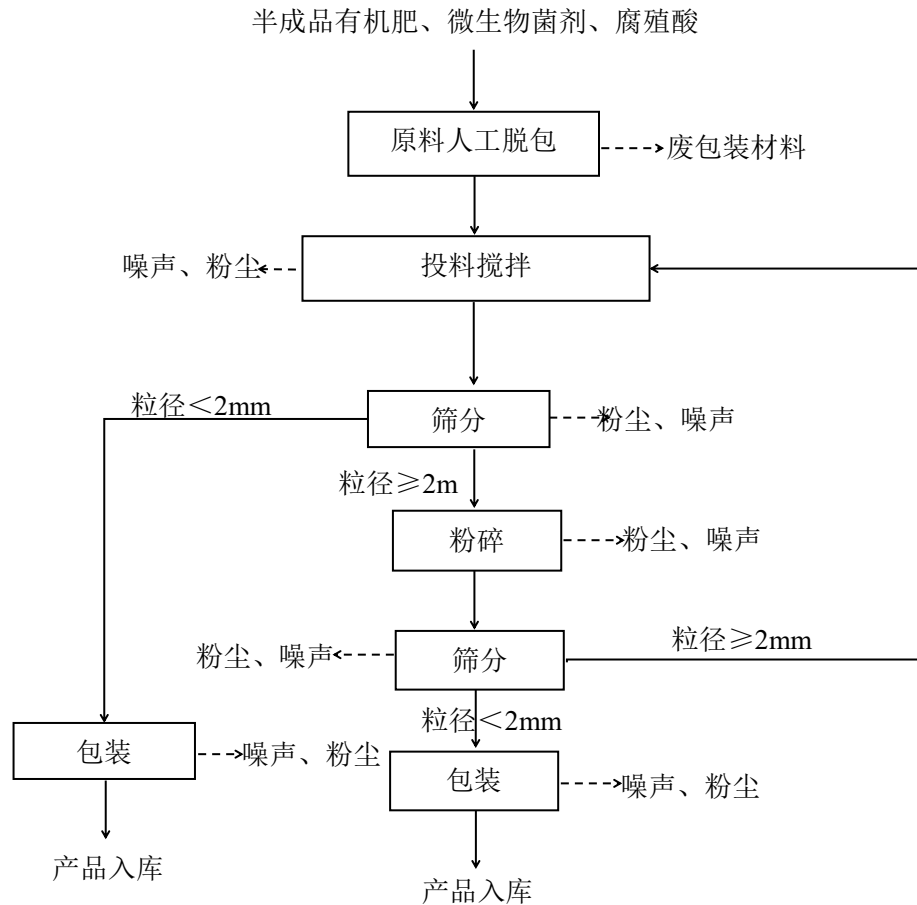 半成品有机肥、微生物菌剂、腐殖酸
原料人工脱包
废包装材料
噪声、粉尘
投料搅拌
粒径＜2mm
筛分
粉尘、噪声
粒径≥2m
粉碎
粉尘、噪声
粉尘、噪声
筛分
粒径≥2mm
粒径＜2mm
包装
噪声、粉尘
包装
噪声、粉尘
产品入库
产品入库